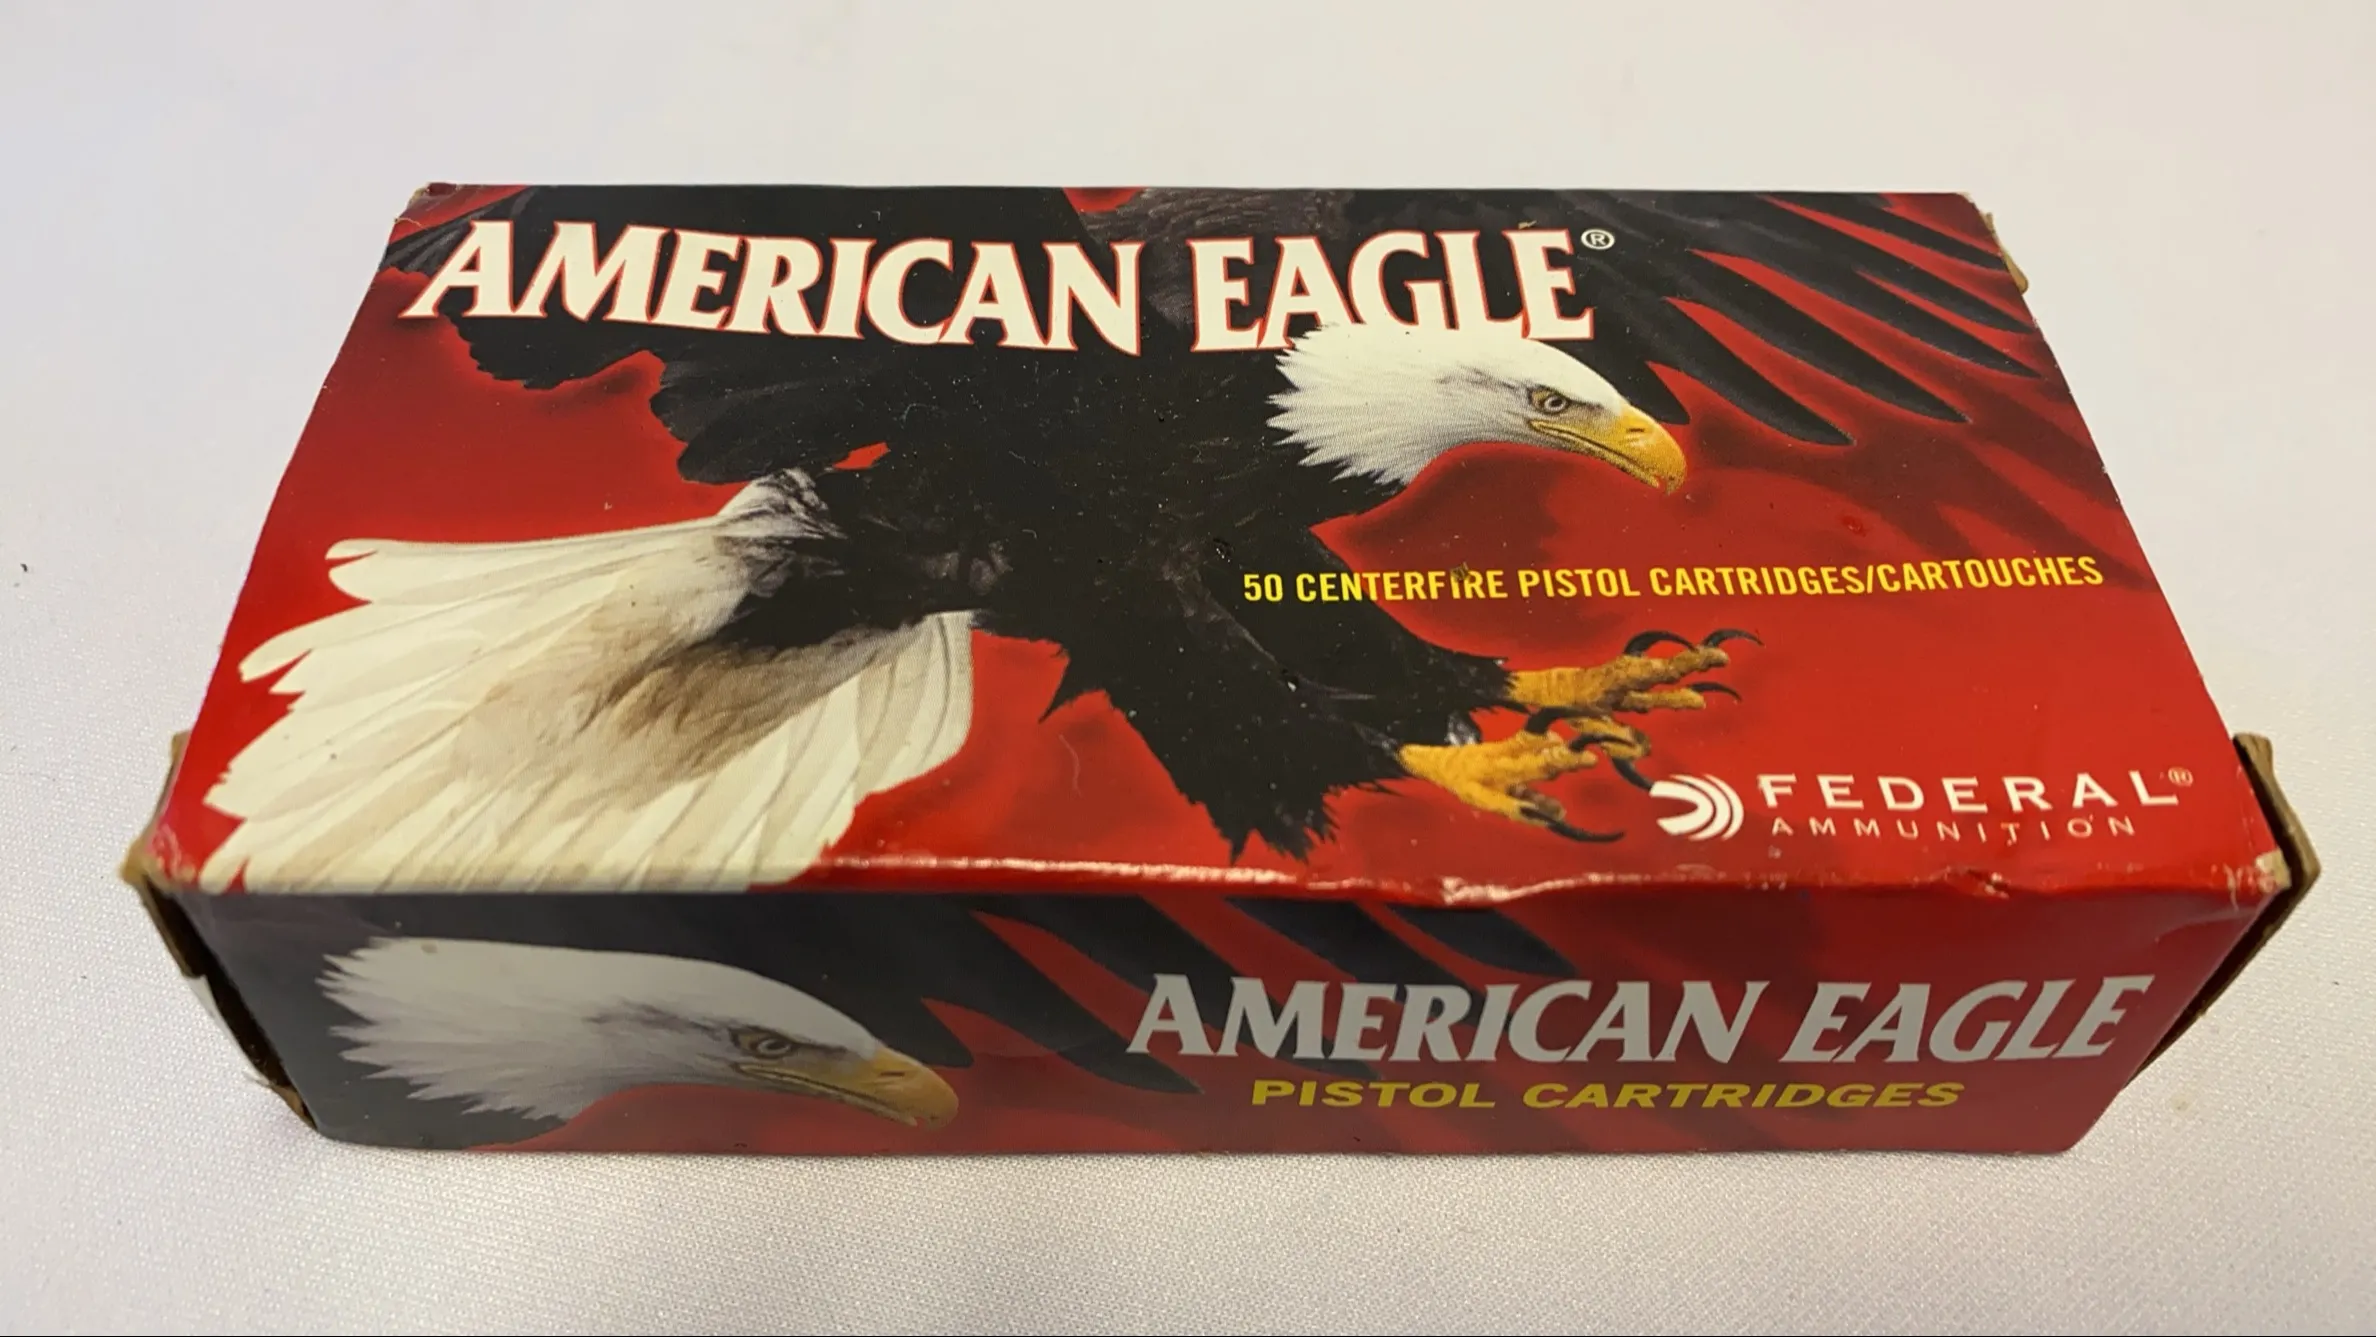 AMERICAN EAGLE®
50 CENTERFIRE PISTOL CARTRIDGES/CARTOUCHES
FEDERAL®
AMMUNITION
AMERICAN EAGLE
PISTOL CARTRIDGES